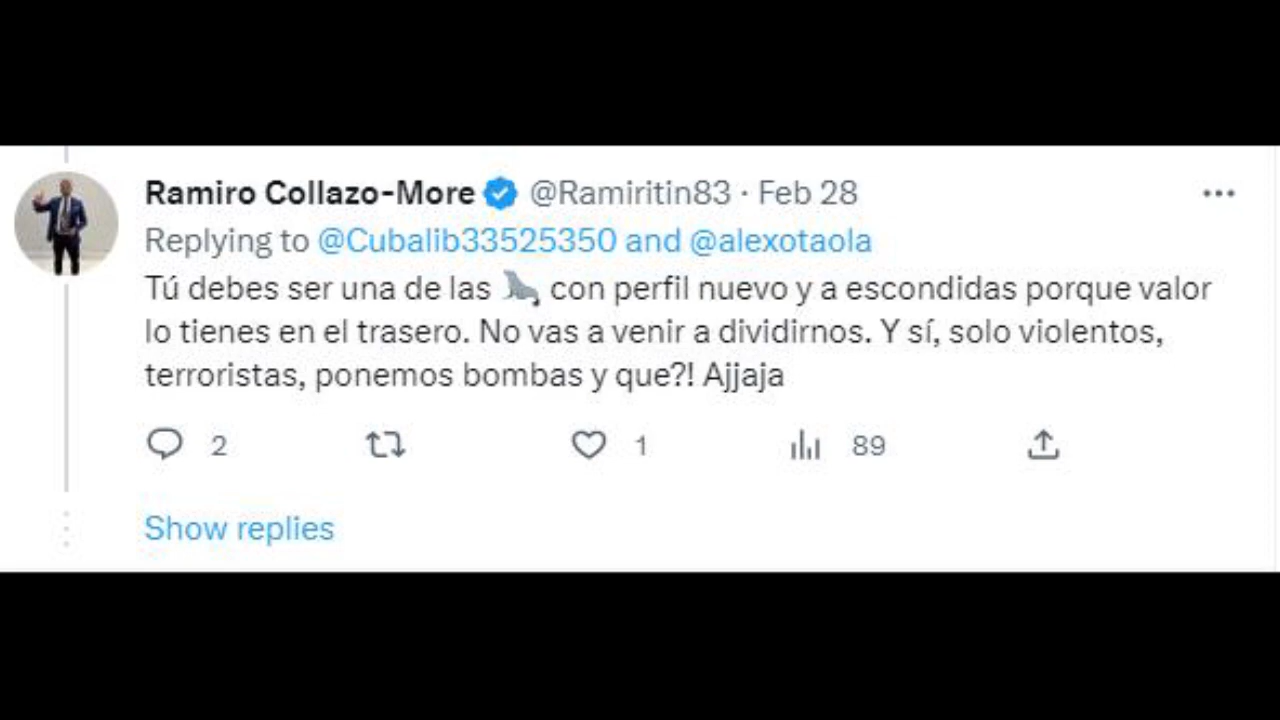 Ramiro Collazo-More @Ramiritin83 · Feb 28
Replying to @Cubalib33525350 and @alexotaola
Tú debes ser una de las 🦭 con perfil nuevo y a escondidas porque valor
lo tienes en el trasero. No vas a venir a dividirnos. Y sí, solo violentos,
terroristas, ponemos bombas y que?! Ajjaja
2 1 89
Show replies